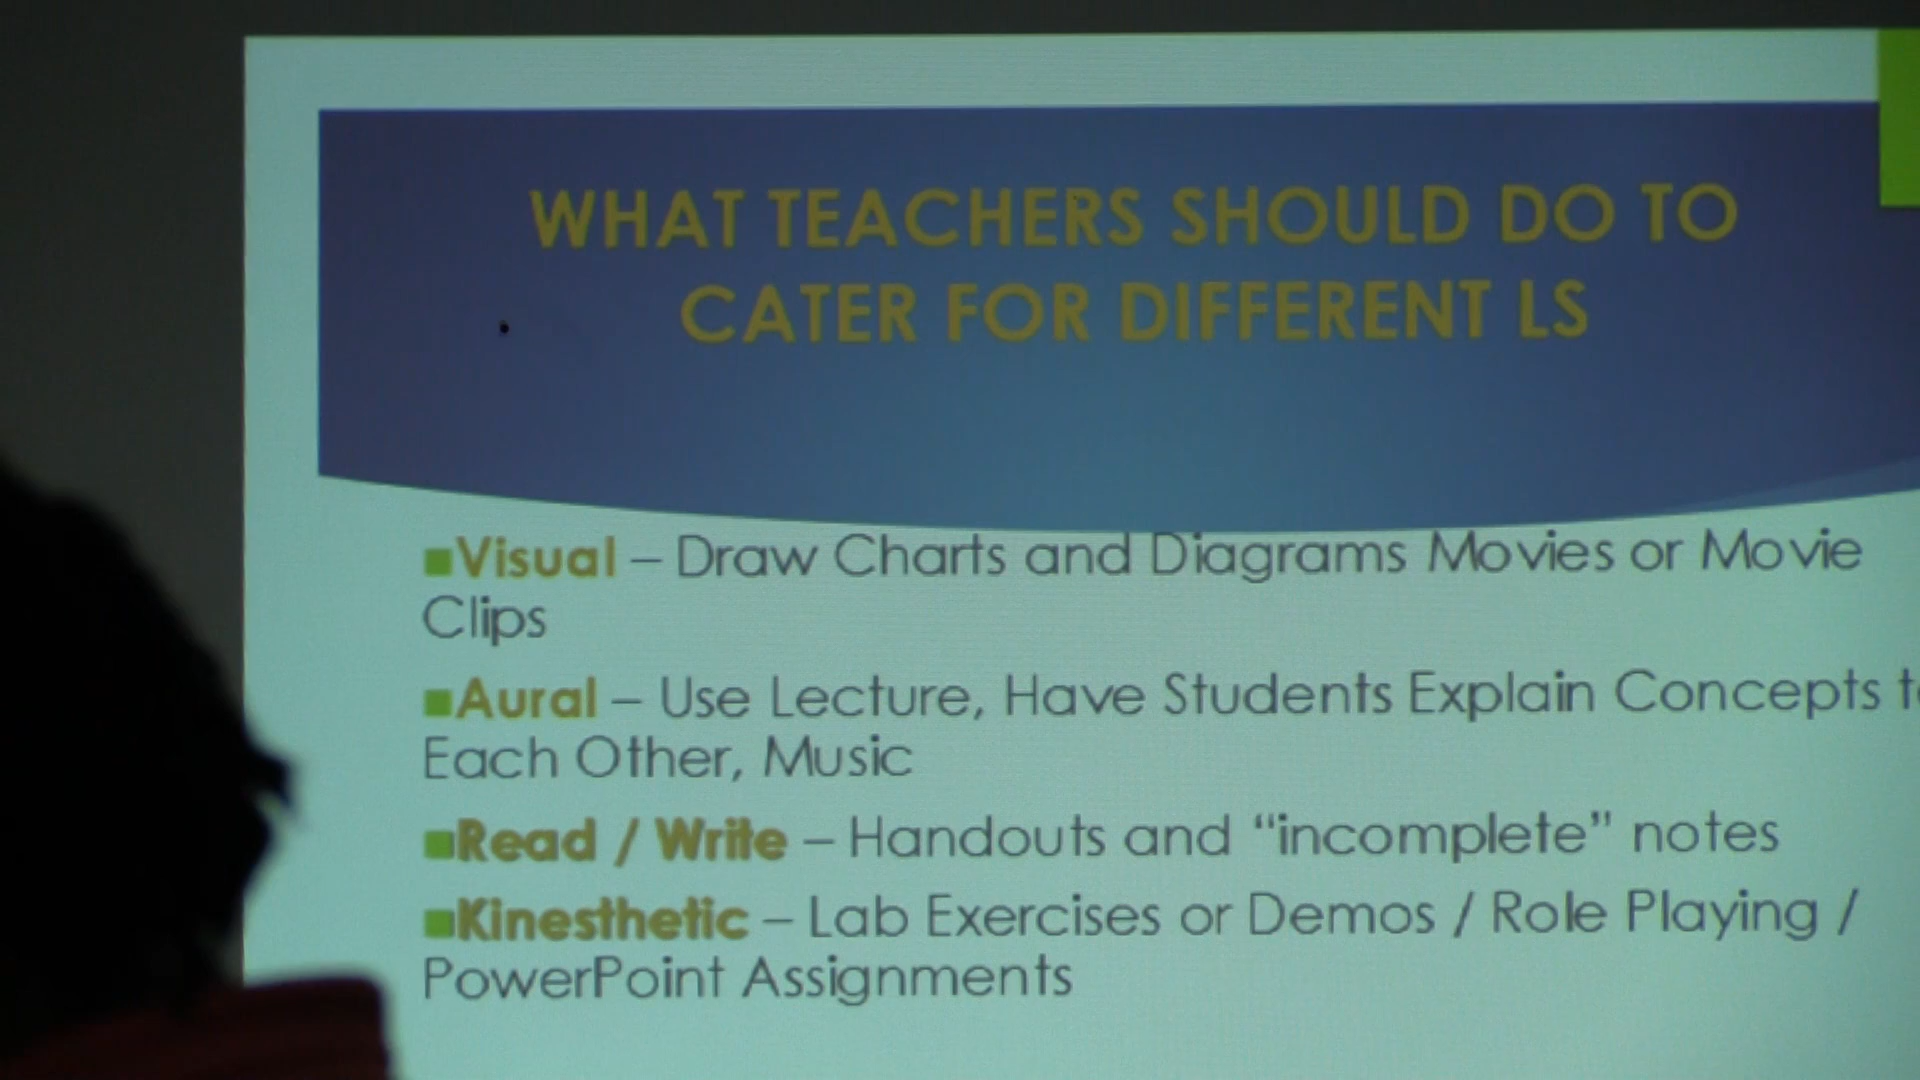 WHAT TEACHERS SHOULD DO TO
CATER FOR DIFFERENT LS
Visual – Draw Charts and Diagrams Movies or Movie
Clips
Aural – Use Lecture, Have Students Explain Concepts
Each Other, Music
Read / Write – Handouts and “incomplete” notes
Kinesthetic – Lab Exercises or Demos / Role Playing /
PowerPoint Assignments